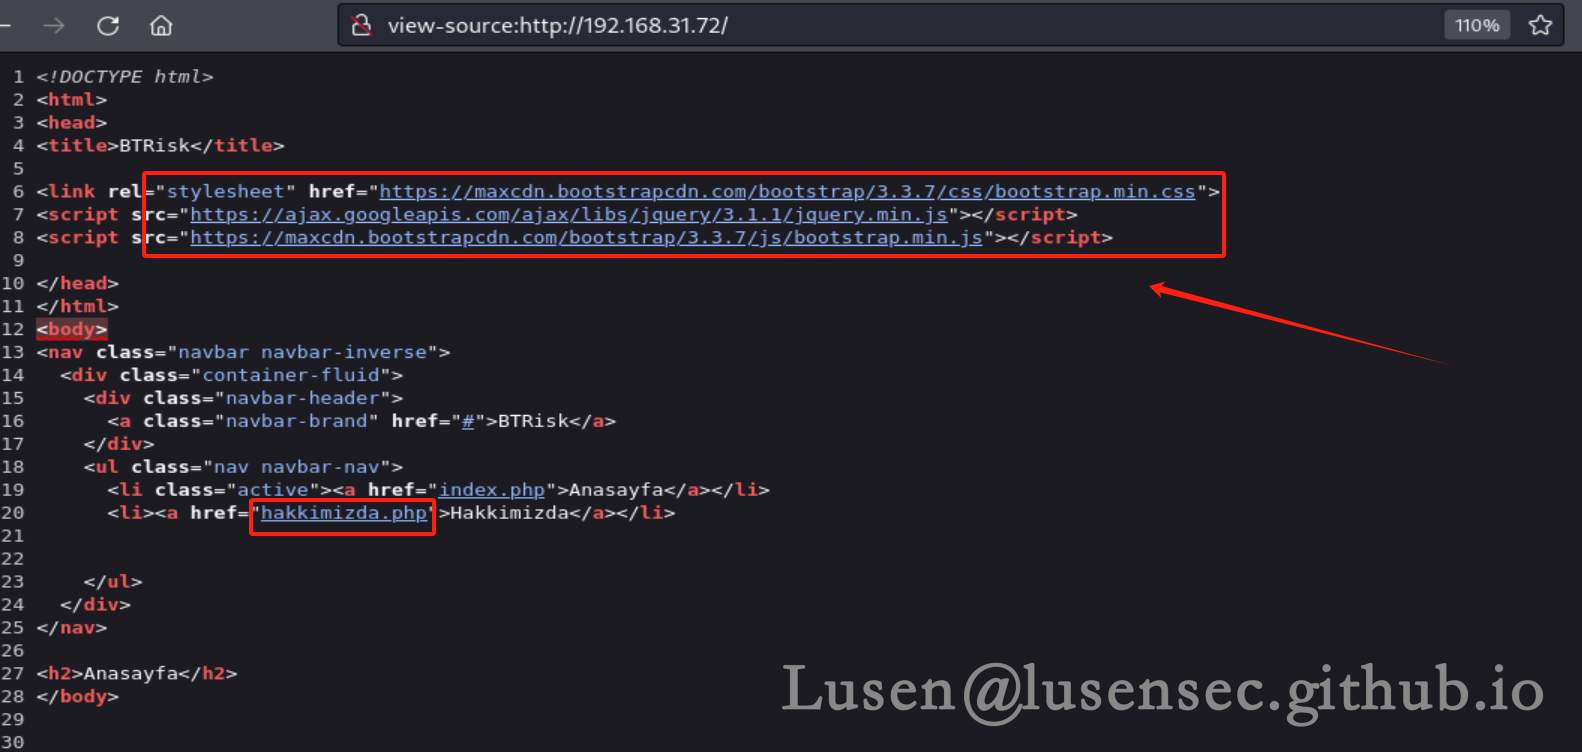 view-source:http://192.168.31.72/
110%
1 <!DOCTYPE html>
2 <html>
3 <head>
4 <title>BTRisk</title>
5
6 <link rel="stylesheet" href="https://maxcdn.bootstrapcdn.com/bootstrap/3.3.7/css/bootstrap.min.css">
7 <script src="https://ajax.googleapis.com/ajax/libs/jquery/3.1.1/jquery.min.js"></script>
8 <script src="https://maxcdn.bootstrapcdn.com/bootstrap/3.3.7/js/bootstrap.min.js"></script>
9
10 </head>
11 </html>
12 <body>
13 <nav class="navbar navbar-inverse">
14   <div class="container-fluid">
15     <div class="navbar-header">
16       <a class="navbar-brand" href="#">BTRisk</a>
17     </div>
18     <ul class="nav navbar-nav">
19       <li class="active"><a href="index.php">Anasayfa</a></li>
20       <li><a href="hakkimizda.php">Hakkimizda</a></li>
21
22
23     </ul>
24   </div>
25 </nav>
26
27 <h2>Anasayfa</h2>
28 </body>
29
30
Lusen@lusensec.github.io